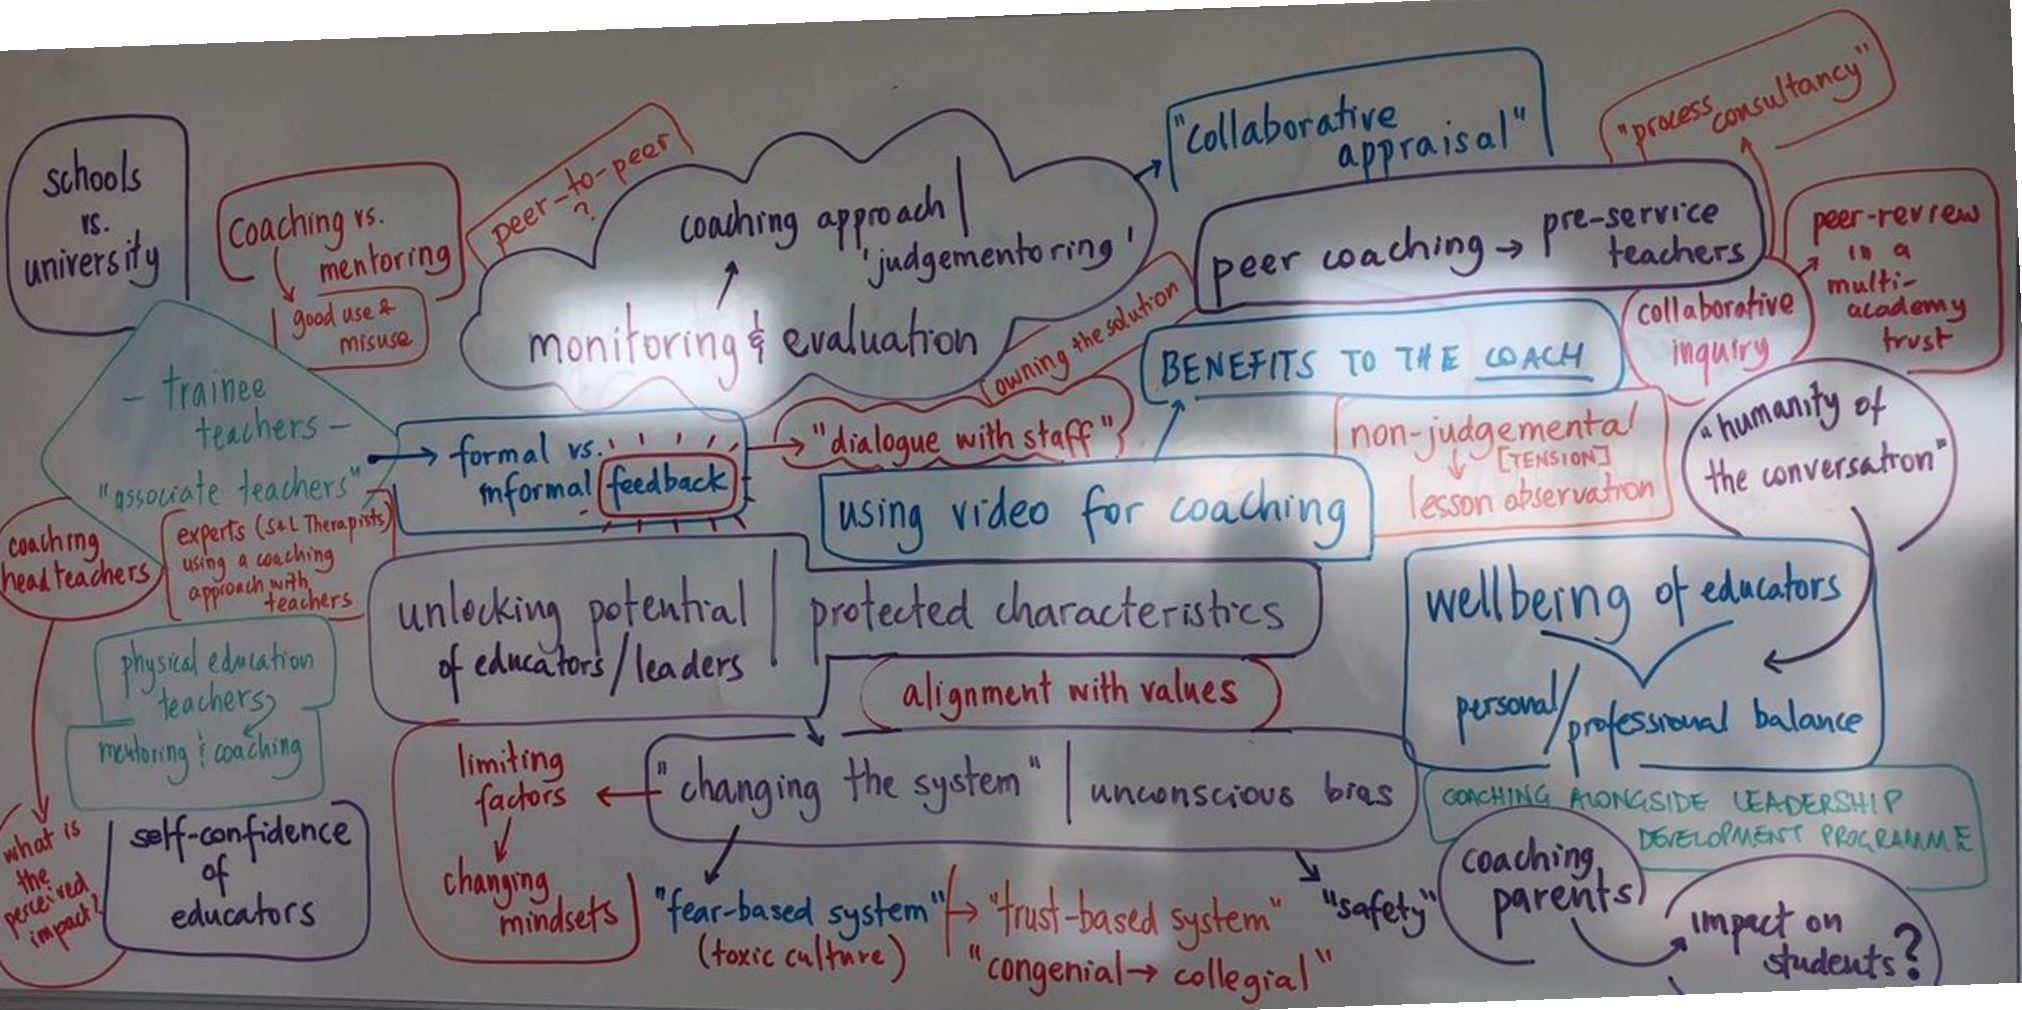 schools
vs.
university
coaching vs.
mentoring
good use &
misuse
peer-to-peer
?
coaching approach |
'judgementoring'
monitoring & evaluation
"collaborative
appraisal"
"process
consultancy"
peer coaching → pre-service
teachers
peer-review
in a
multi-
academy
trust
collaborative
inquiry
owning the solution
BENEFITS TO THE COACH
- trainee
teachers -
"associate teachers"
formal vs.
informal feedback
"dialogue with staff"
using video for coaching
non-judgemental
[TENSION]
lesson observation
"humanity of
the conversation"
coaching
headteachers
experts (S&L Therapists)
using a coaching
approach with
teachers
unlocking potential
of educators/leaders
protected characteristics
alignment with values
wellbeing of educators
personal/
professional balance
physical education
teachers
mentoring & coaching
limiting
factors
changing
mindsets
"changing the system" | unconscious bias
COACHING ALONGSIDE LEADERSHIP
DEVELOPMENT PROGRAMME
what is
the
perceived
impact?
self-confidence
of
educators
"fear-based system"
(toxic culture)
→ "trust-based system"
"congenial → collegial"
"safety"
coaching
parents
impact on
students?